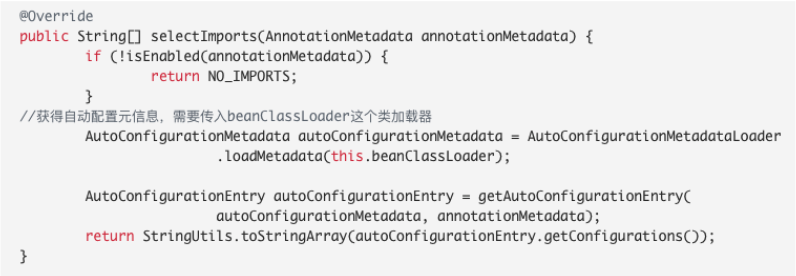 @Override
public String[] selectImports(AnnotationMetadata annotationMetadata) {
if (!isEnabled(annotationMetadata)) {
return NO_IMPORTS;
}
//获得自动配置元信息，需要传入beanClassLoader这个类加载器
AutoConfigurationMetadata autoConfigurationMetadata = AutoConfigurationMetadataLoader
.loadMetadata(this.beanClassLoader);
AutoConfigurationEntry autoConfigurationEntry = getAutoConfigurationEntry(
autoConfigurationMetadata, annotationMetadata);
return StringUtils.toStringArray(autoConfigurationEntry.getConfigurations());
}